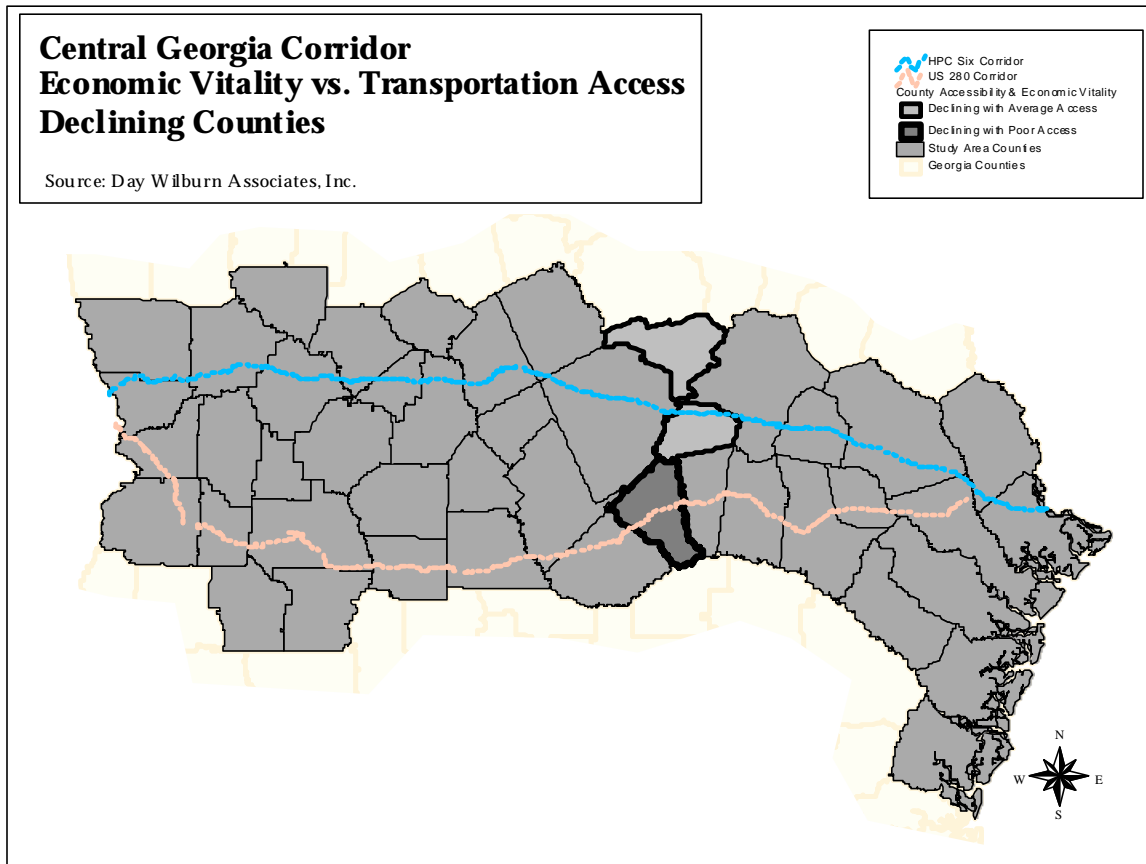 Central Georgia Corridor
Economic Vitality vs. Transportation Access
Declining Counties
Source: Day Wilburn Associates, Inc.
HPC Six Corridor
US 280 Corridor
County Accessibility & Economic Vitality
Declining with Average Access
Declining with Poor Access
Study Area Counties
Georgia Counties
N
W E
S